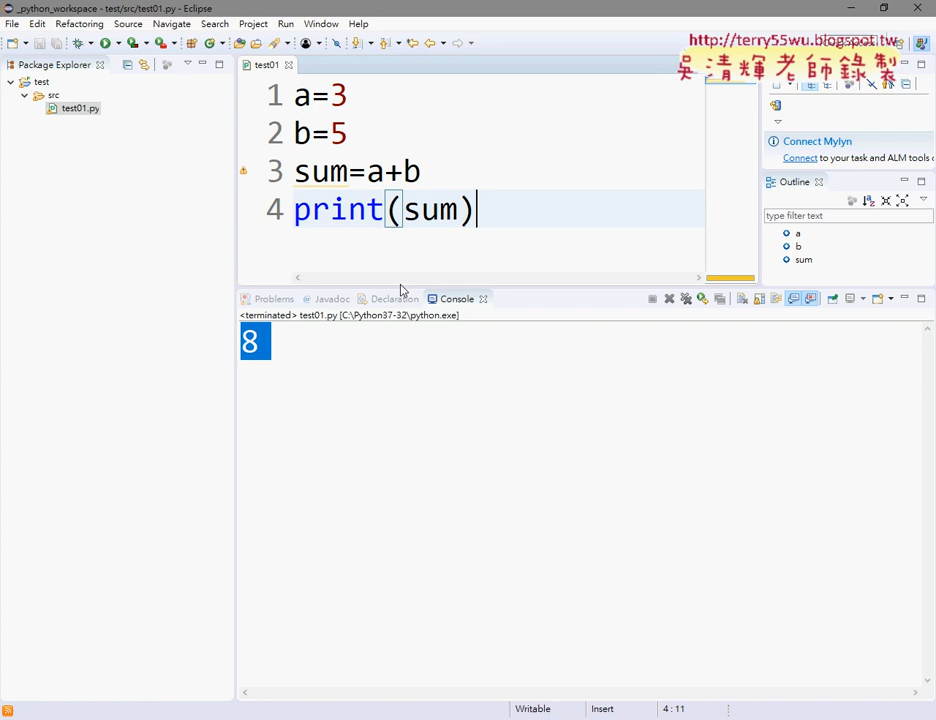 _python_workspace - test/src/test01.py - Eclipse
File Edit Refactoring Source Navigate Search Project Run Window Help
http://terry55wu.blogspot.tw
吳清輝老師錄製
Package Explorer
test
src
test01.py
test01
1 a=3
2 b=5
3 sum=a+b
4 print(sum)
Connect Mylyn
Connect to your task and ALM tools
Outline
type filter text
a
b
sum
Problems Javadoc Declaration Console
<terminated> test01.py [C:\Python37-32\python.exe]
8
Writable Insert 4 : 11